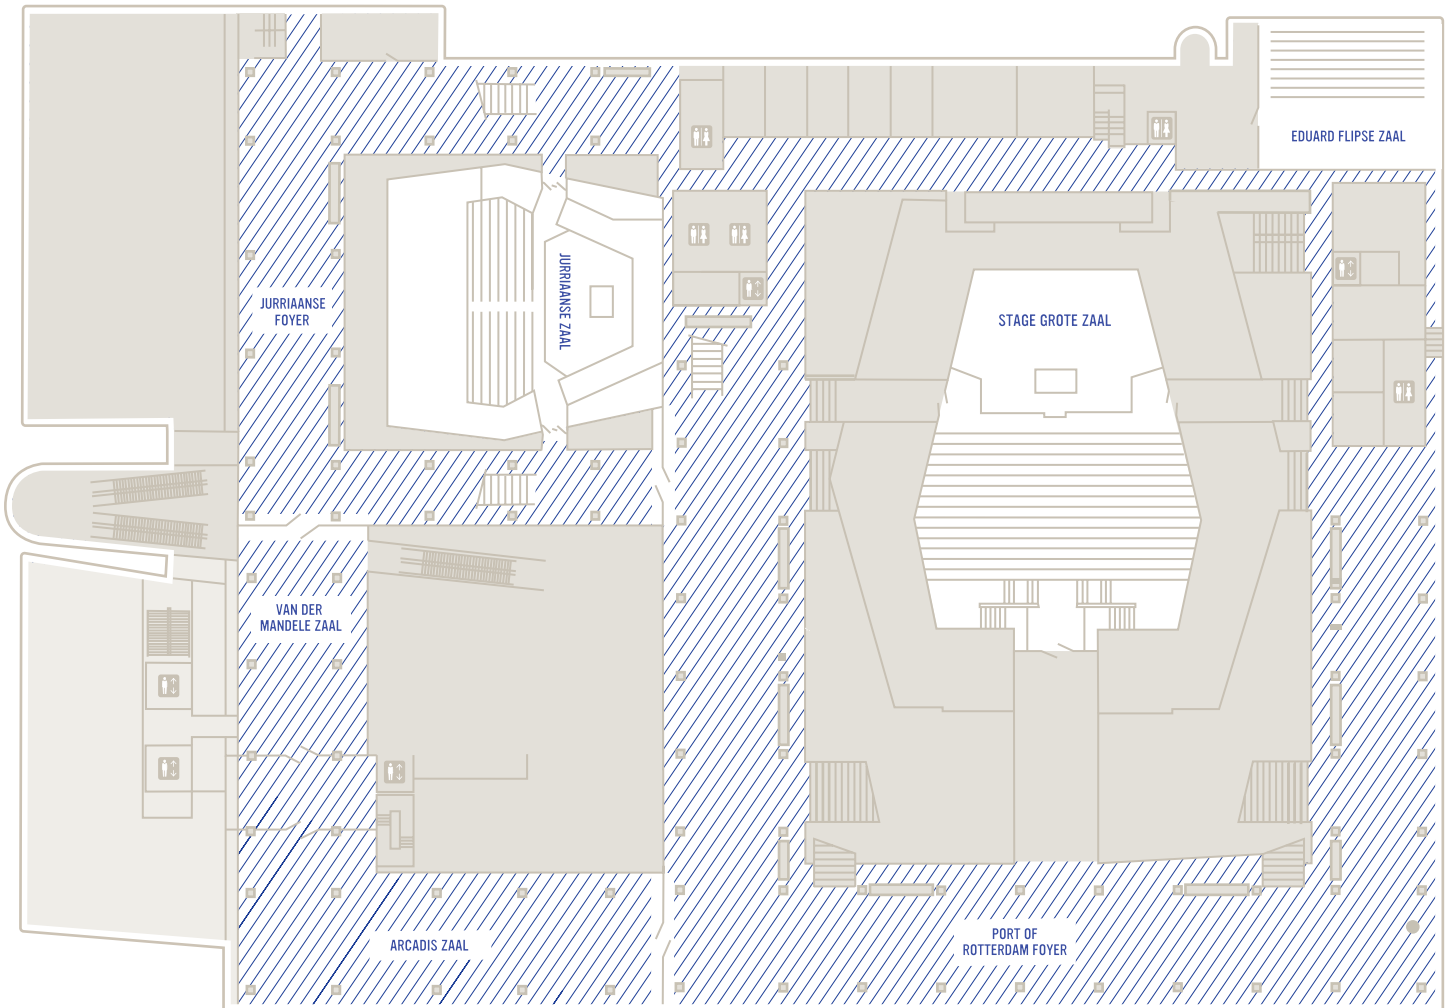 EDUARD FLIPSE ZAAL
JURRIAANSE
FOYER
JURRIAANSE ZAAL
STAGE GROTE ZAAL
VAN DER
MANDELE ZAAL
ARCADIS ZAAL
PORT OF
ROTTERDAM FOYER